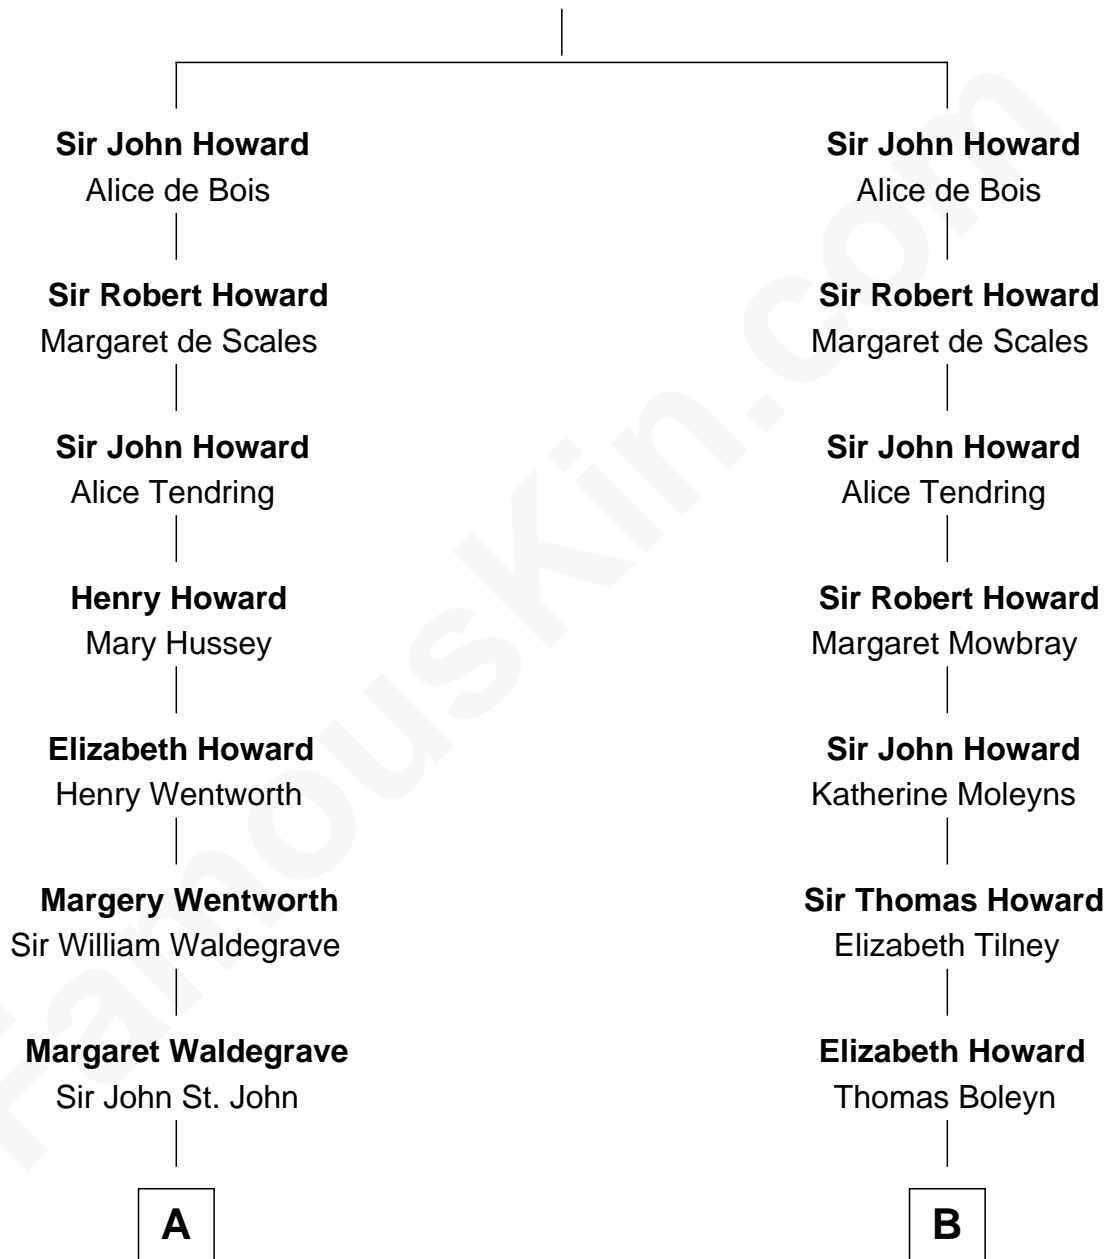 Sir John Howard
Alice de Bois
Sir Robert Howard
Margaret de Scales
Sir John Howard
Alice Tendring
Henry Howard
Mary Hussey
Elizabeth Howard
Henry Wentworth
Margery Wentworth
Sir William Waldegrave
Margaret Waldegrave
Sir John St. John
A
Sir John Howard
Alice de Bois
Sir Robert Howard
Margaret de Scales
Sir John Howard
Alice Tendring
Sir Robert Howard
Margaret Mowbray
Sir John Howard
Katherine Moleyns
Sir Thomas Howard
Elizabeth Tilney
Elizabeth Howard
Thomas Boleyn
B
FamousKin.com